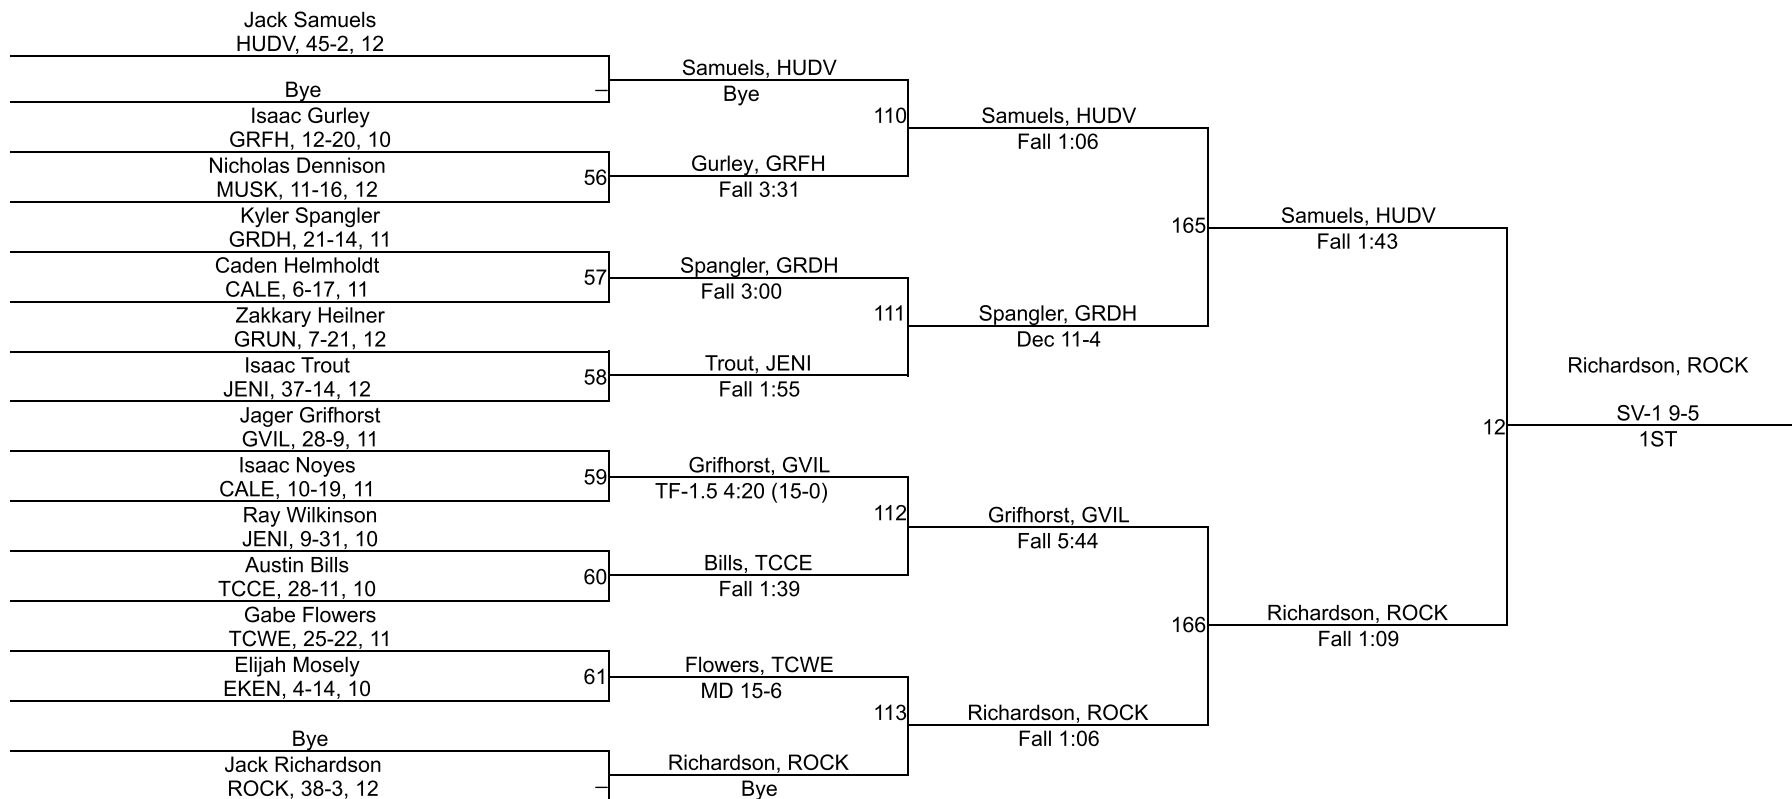 Jack Samuels
HUDV, 45-2, 12
Bye
–
Isaac Gurley
GRFH, 12-20, 10
Nicholas Dennison
MUSK, 11-16, 12
56
Kyler Spangler
GRDH, 21-14, 11
Caden Helmholdt
CALE, 6-17, 11
57
Zakkary Heilner
GRUN, 7-21, 12
Isaac Trout
JENI, 37-14, 12
58
Jager Grifhorst
GVIL, 28-9, 11
Isaac Noyes
CALE, 10-19, 11
59
Ray Wilkinson
JENI, 9-31, 10
Austin Bills
TCCE, 28-11, 10
60
Gabe Flowers
TCWE, 25-22, 11
Elijah Mosely
EKEN, 4-14, 10
61
Bye
Jack Richardson
ROCK, 38-3, 12
–
Samuels, HUDV
Bye
110
Gurley, GRFH
Fall 3:31
Spangler, GRDH
Fall 3:00
111
Trout, JENI
Fall 1:55
Grifhorst, GVIL
TF-1.5 4:20 (15-0)
112
Bills, TCCE
Fall 1:39
Flowers, TCWE
MD 15-6
113
Richardson, ROCK
Bye
Samuels, HUDV
Fall 1:06
165
Spangler, GRDH
Dec 11-4
Grifhorst, GVIL
Fall 5:44
166
Richardson, ROCK
Fall 1:06
Samuels, HUDV
Fall 1:43
12
Richardson, ROCK
Fall 1:09
Richardson, ROCK
SV-1 9-5
1ST